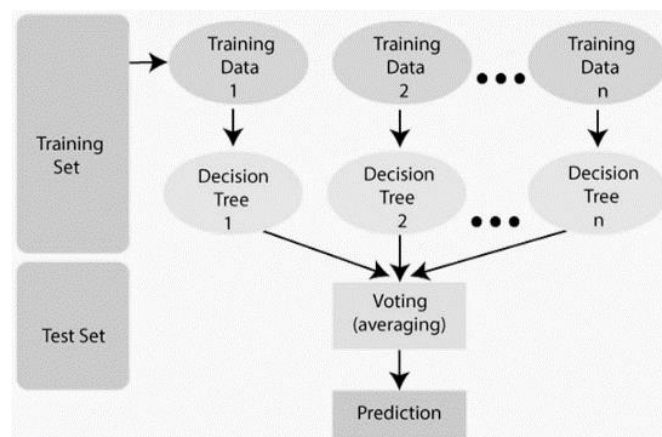 Training
Data
1
Training
Data
2
Training
Data
n
Training
Set
Decision
Tree
1
Decision
Tree
2
Decision
Tree
n
Test Set
Voting
(averaging)
Prediction